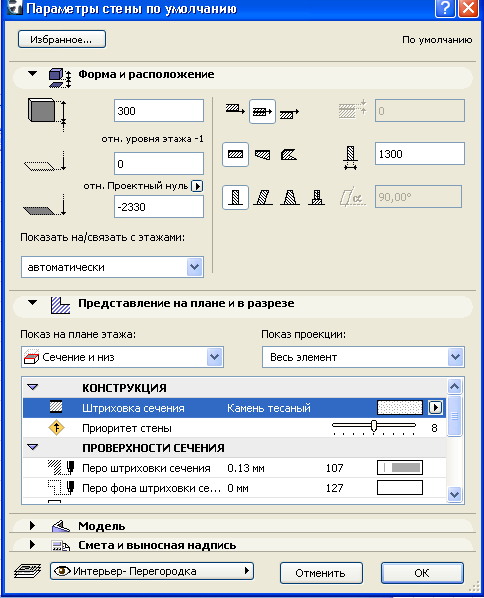 Параметры стены по умолчанию
Избранное...
По умолчанию
Форма и расположение
300
0
отн. уровня этажа -1
0
1300
отн. Проектный нуль
-2330
α
90,00°
Показать на/связать с этажами:
автоматически
Представление на плане и в разрезе
Показ на плане этажа:
Показ проекции:
Сечение и низ
Весь элемент
КОНСТРУКЦИЯ
Штриховка сечения
Камень тесаный
Приоритет стены
8
ПРОВЕРХНОСТИ СЕЧЕНИЯ
Перо штриховки сечения
0.13 мм
107
Перо фона штриховки се...
0 мм
127
Модель
Смета и выносная надпись
Интерьер- Перегородка
Отменить
ОК